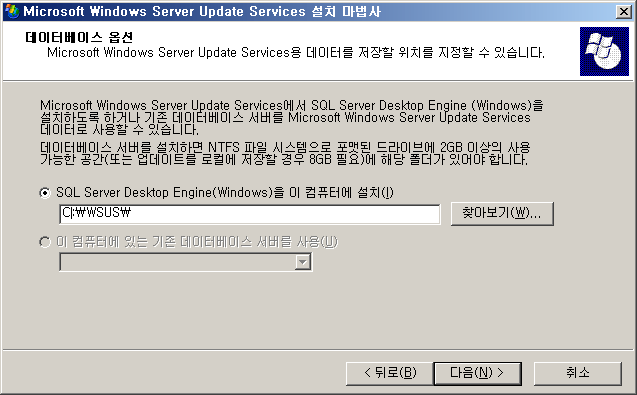 Microsoft Windows Server Update Services 설치 마법사
데이터베이스 옵션
Microsoft Windows Server Update Services용 데이터를 저장할 위치를 지정할 수 있습니다.
Microsoft Windows Server Update Services에서 SQL Server Desktop Engine (Windows)을
설치하도록 하거나 기존 데이터베이스 서버를 Microsoft Windows Server Update Services
데이터로 사용할 수 있습니다.
데이터베이스 서버를 설치하면 NTFS 파일 시스템으로 포맷된 드라이브에 2GB 이상의 사용
가능한 공간(또는 업데이트를 로컬에 저장할 경우 8GB 필요)에 해당 폴더가 있어야 합니다.
SQL Server Desktop Engine(Windows)을 이 컴퓨터에 설치(I)
C:₩WSUS₩
찾아보기(W)...
이 컴퓨터에 있는 기존 데이터베이스 서버를 사용(U)
< 뒤로(B)
다음(N) >
취소